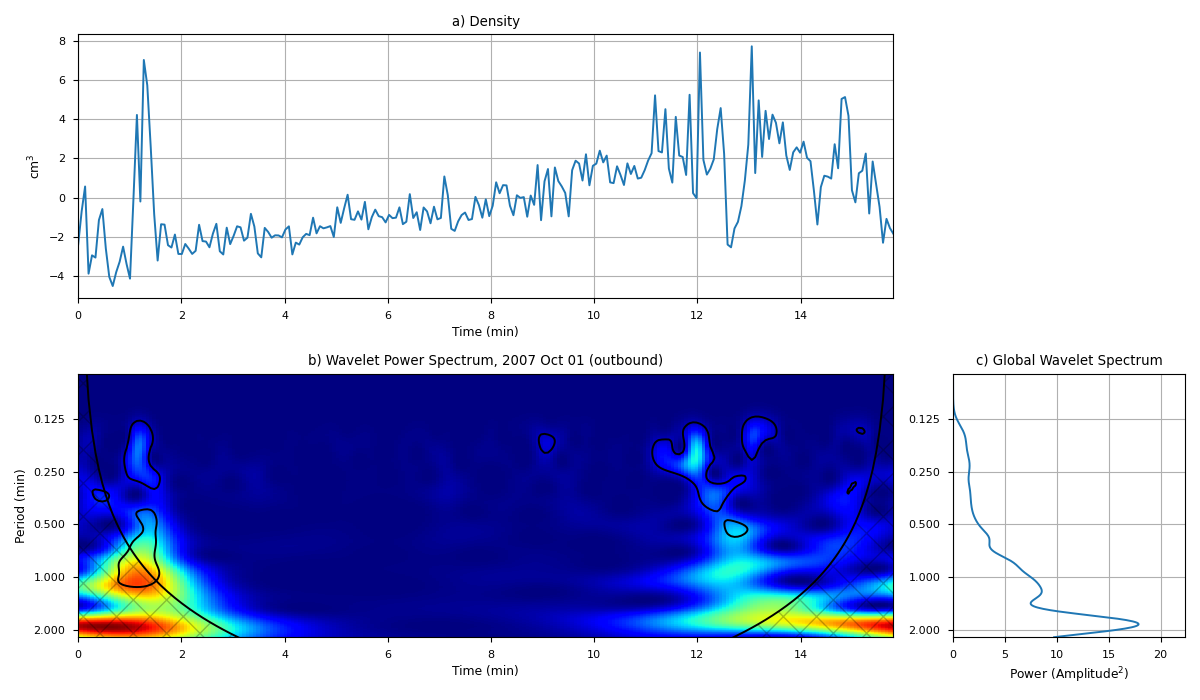 a) Density
8
6
4
2
0
−2
−4
cm³
0 2 4 6 8 10 12 14
Time (min)
b) Wavelet Power Spectrum, 2007 Oct 01 (outbound)
0.125
0.250
0.500
1.000
2.000
Period (min)
0 2 4 6 8 10 12 14
Time (min)
c) Global Wavelet Spectrum
0.125
0.250
0.500
1.000
2.000
0 5 10 15 20
Power (Amplitude²)